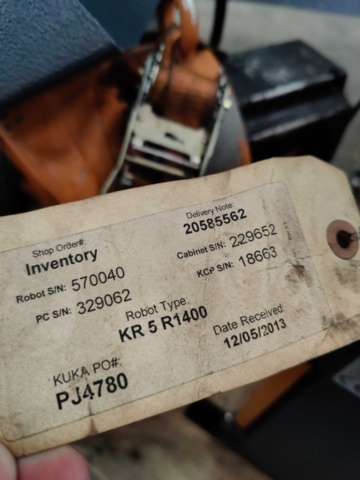 Shop Order#:
Inventory
Delivery Note:
20585562
Robot S/N: 570040
Cabinet S/N: 229652
PC S/N: 329062
KCP S/N: 18663
Robot Type:
KR 5 R1400
KUKA PO#:
PJ4780
Date Received:
12/05/2013